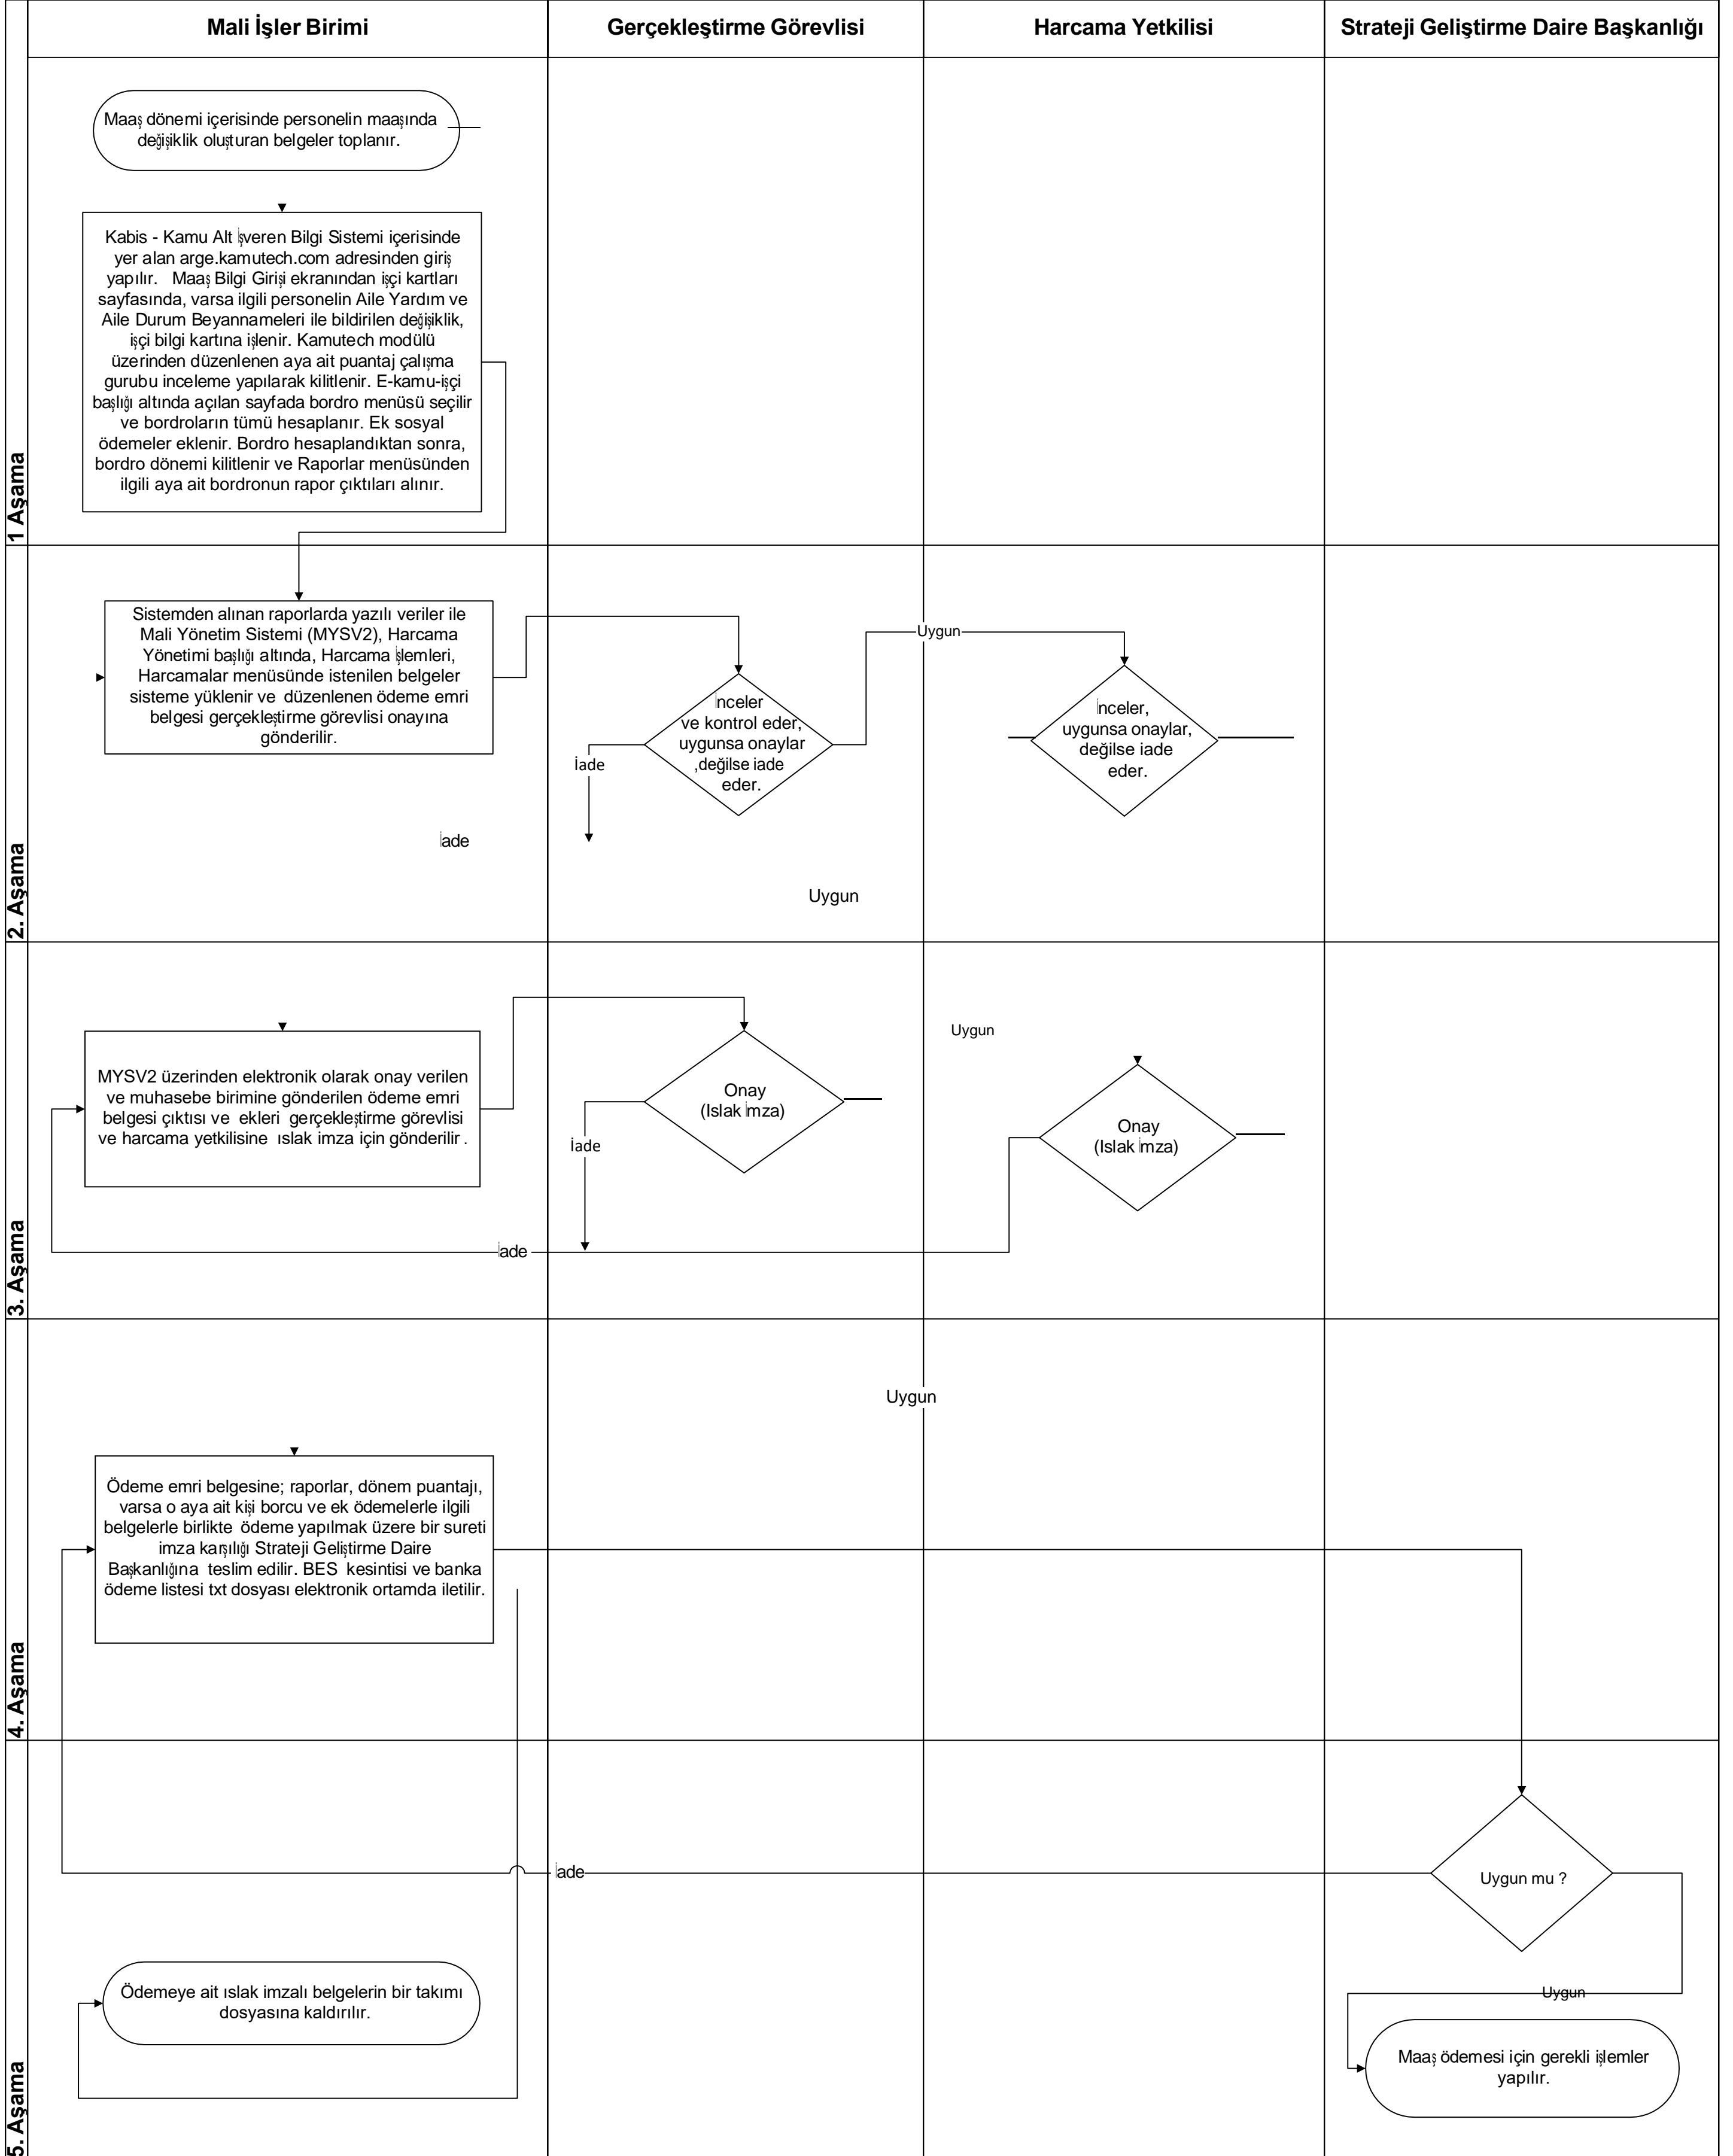 Mali İşler Birimi
Gerçekleştirme Görevlisi
Harcama Yetkilisi
Strateji Geliştirme Daire Başkanlığı
1 Aşama
Maaş dönemi içerisinde personelin maaşında
değişiklik oluşturan belgeler toplanır.
Kabis - Kamu Alt İşveren Bilgi Sistemi içerisinde
yer alan arge.kamutech.com adresinden giriş
yapılır. Maaş Bilgi Girişi ekranından işçi kartları
sayfasında, varsa ilgili personelin Aile Yardım ve
Aile Durum Beyannameleri ile bildirilen değişiklik,
işçi bilgi kartına işlenir. Kamutech modülü
üzerinden düzenlenen aya ait puantaj çalışma
gurubu inceleme yapılarak kilitlenir. E-kamu-işçi
başlığı altında açılan sayfada bordro menüsü seçilir
ve bordroların tümü hesaplanır. Ek sosyal
ödemeler eklenir. Bordro hesaplandıktan sonra,
bordro dönemi kilitlenir ve Raporlar menüsünden
ilgili aya ait bordronun rapor çıktıları alınır.
2. Aşama
Sistemden alınan raporlarda yazılı veriler ile
Mali Yönetim Sistemi (MYSV2), Harcama
Yönetimi başlığı altında, Harcama İşlemleri,
Harcamalar menüsünde istenilen belgeler
sisteme yüklenir ve düzenlenen ödeme emri
belgesi gerçekleştirme görevlisi onayına
gönderilir.
İnceler
ve kontrol eder,
uygunsa onaylar
,değilse iade
eder.
İade
Uygun
İnceler,
uygunsa onaylar,
değilse iade
eder.
İade
Uygun
3. Aşama
MYSV2 üzerinden elektronik olarak onay verilen
ve muhasebe birimine gönderilen ödeme emri
belgesi çıktısı ve ekleri gerçekleştirme görevlisi
ve harcama yetkilisine ıslak imza için gönderilir .
Onay
(Islak İmza)
İade
Uygun
Onay
(Islak İmza)
İade
4. Aşama
Uygun
Ödeme emri belgesine; raporlar, dönem puantajı,
varsa o aya ait kişi borcu ve ek ödemelerle ilgili
belgelerle birlikte ödeme yapılmak üzere bir sureti
imza karşılığı Strateji Geliştirme Daire
Başkanlığına teslim edilir. BES kesintisi ve banka
ödeme listesi txt dosyası elektronik ortamda iletilir.
5. Aşama
İade
Uygun mu ?
Ödemeye ait ıslak imzalı belgelerin bir takımı
dosyasına kaldırılır.
Uygun
Maaş ödemesi için gerekli işlemler
yapılır.